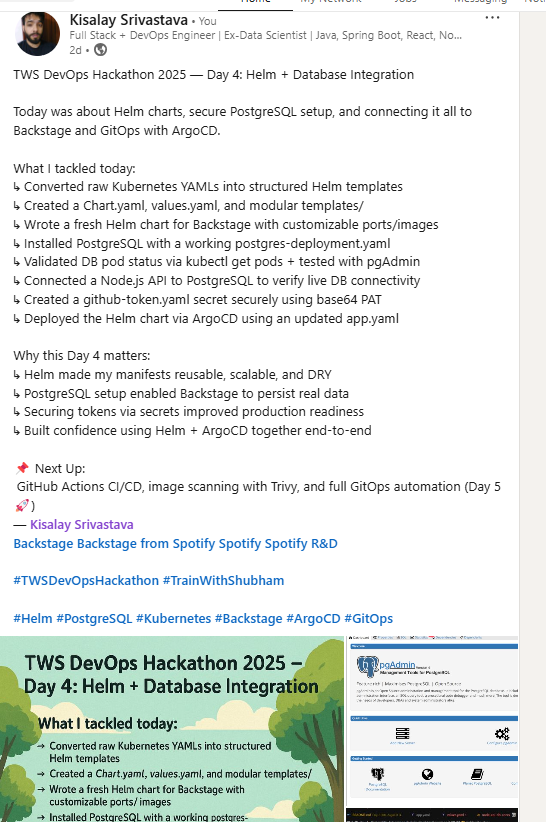 Home My Network Jobs Messaging
Kisalay Srivastava • You
Full Stack + DevOps Engineer | Ex-Data Scientist | Java, Spring Boot, React, No...
2d •
TWS DevOps Hackathon 2025 — Day 4: Helm + Database Integration
Today was about Helm charts, secure PostgreSQL setup, and connecting it all to
Backstage and GitOps with ArgoCD.
What I tackled today:
↳ Converted raw Kubernetes YAMLs into structured Helm templates
↳ Created a Chart.yaml, values.yaml, and modular templates/
↳ Wrote a fresh Helm chart for Backstage with customizable ports/images
↳ Installed PostgreSQL with a working postgres-deployment.yaml
↳ Validated DB pod status via kubectl get pods + tested with pgAdmin
↳ Connected a Node.js API to PostgreSQL to verify live DB connectivity
↳ Created a github-token.yaml secret securely using base64 PAT
↳ Deployed the Helm chart via ArgoCD using an updated app.yaml
Why this Day 4 matters:
↳ Helm made my manifests reusable, scalable, and DRY
↳ PostgreSQL setup enabled Backstage to persist real data
↳ Securing tokens via secrets improved production readiness
↳ Built confidence using Helm + ArgoCD together end-to-end
📌 Next Up:
GitHub Actions CI/CD, image scanning with Trivy, and full GitOps automation (Day 5
🚀)
— Kisalay Srivastava
Backstage Backstage from Spotify Spotify Spotify R&D
#TWSDevOpsHackathon #TrainWithShubham
#Helm #PostgreSQL #Kubernetes #Backstage #ArgoCD #GitOps
TWS DevOps Hackathon 2025 –
Day 4: Helm + Database Integration
What I tackled today:
→ Converted raw Kubernetes YAMLs into structured
Helm templates
→ Created a Chart.yaml, values.yaml, and modular templates/
→ Wrote a fresh Helm chart for Backstage with
customizable ports/ images
→ Installed PostgreSQL with a working postgres-
pgAdmin
Management Tools for PostgreSQL
Feature rich | Maximises PostgreSQL | Open Source